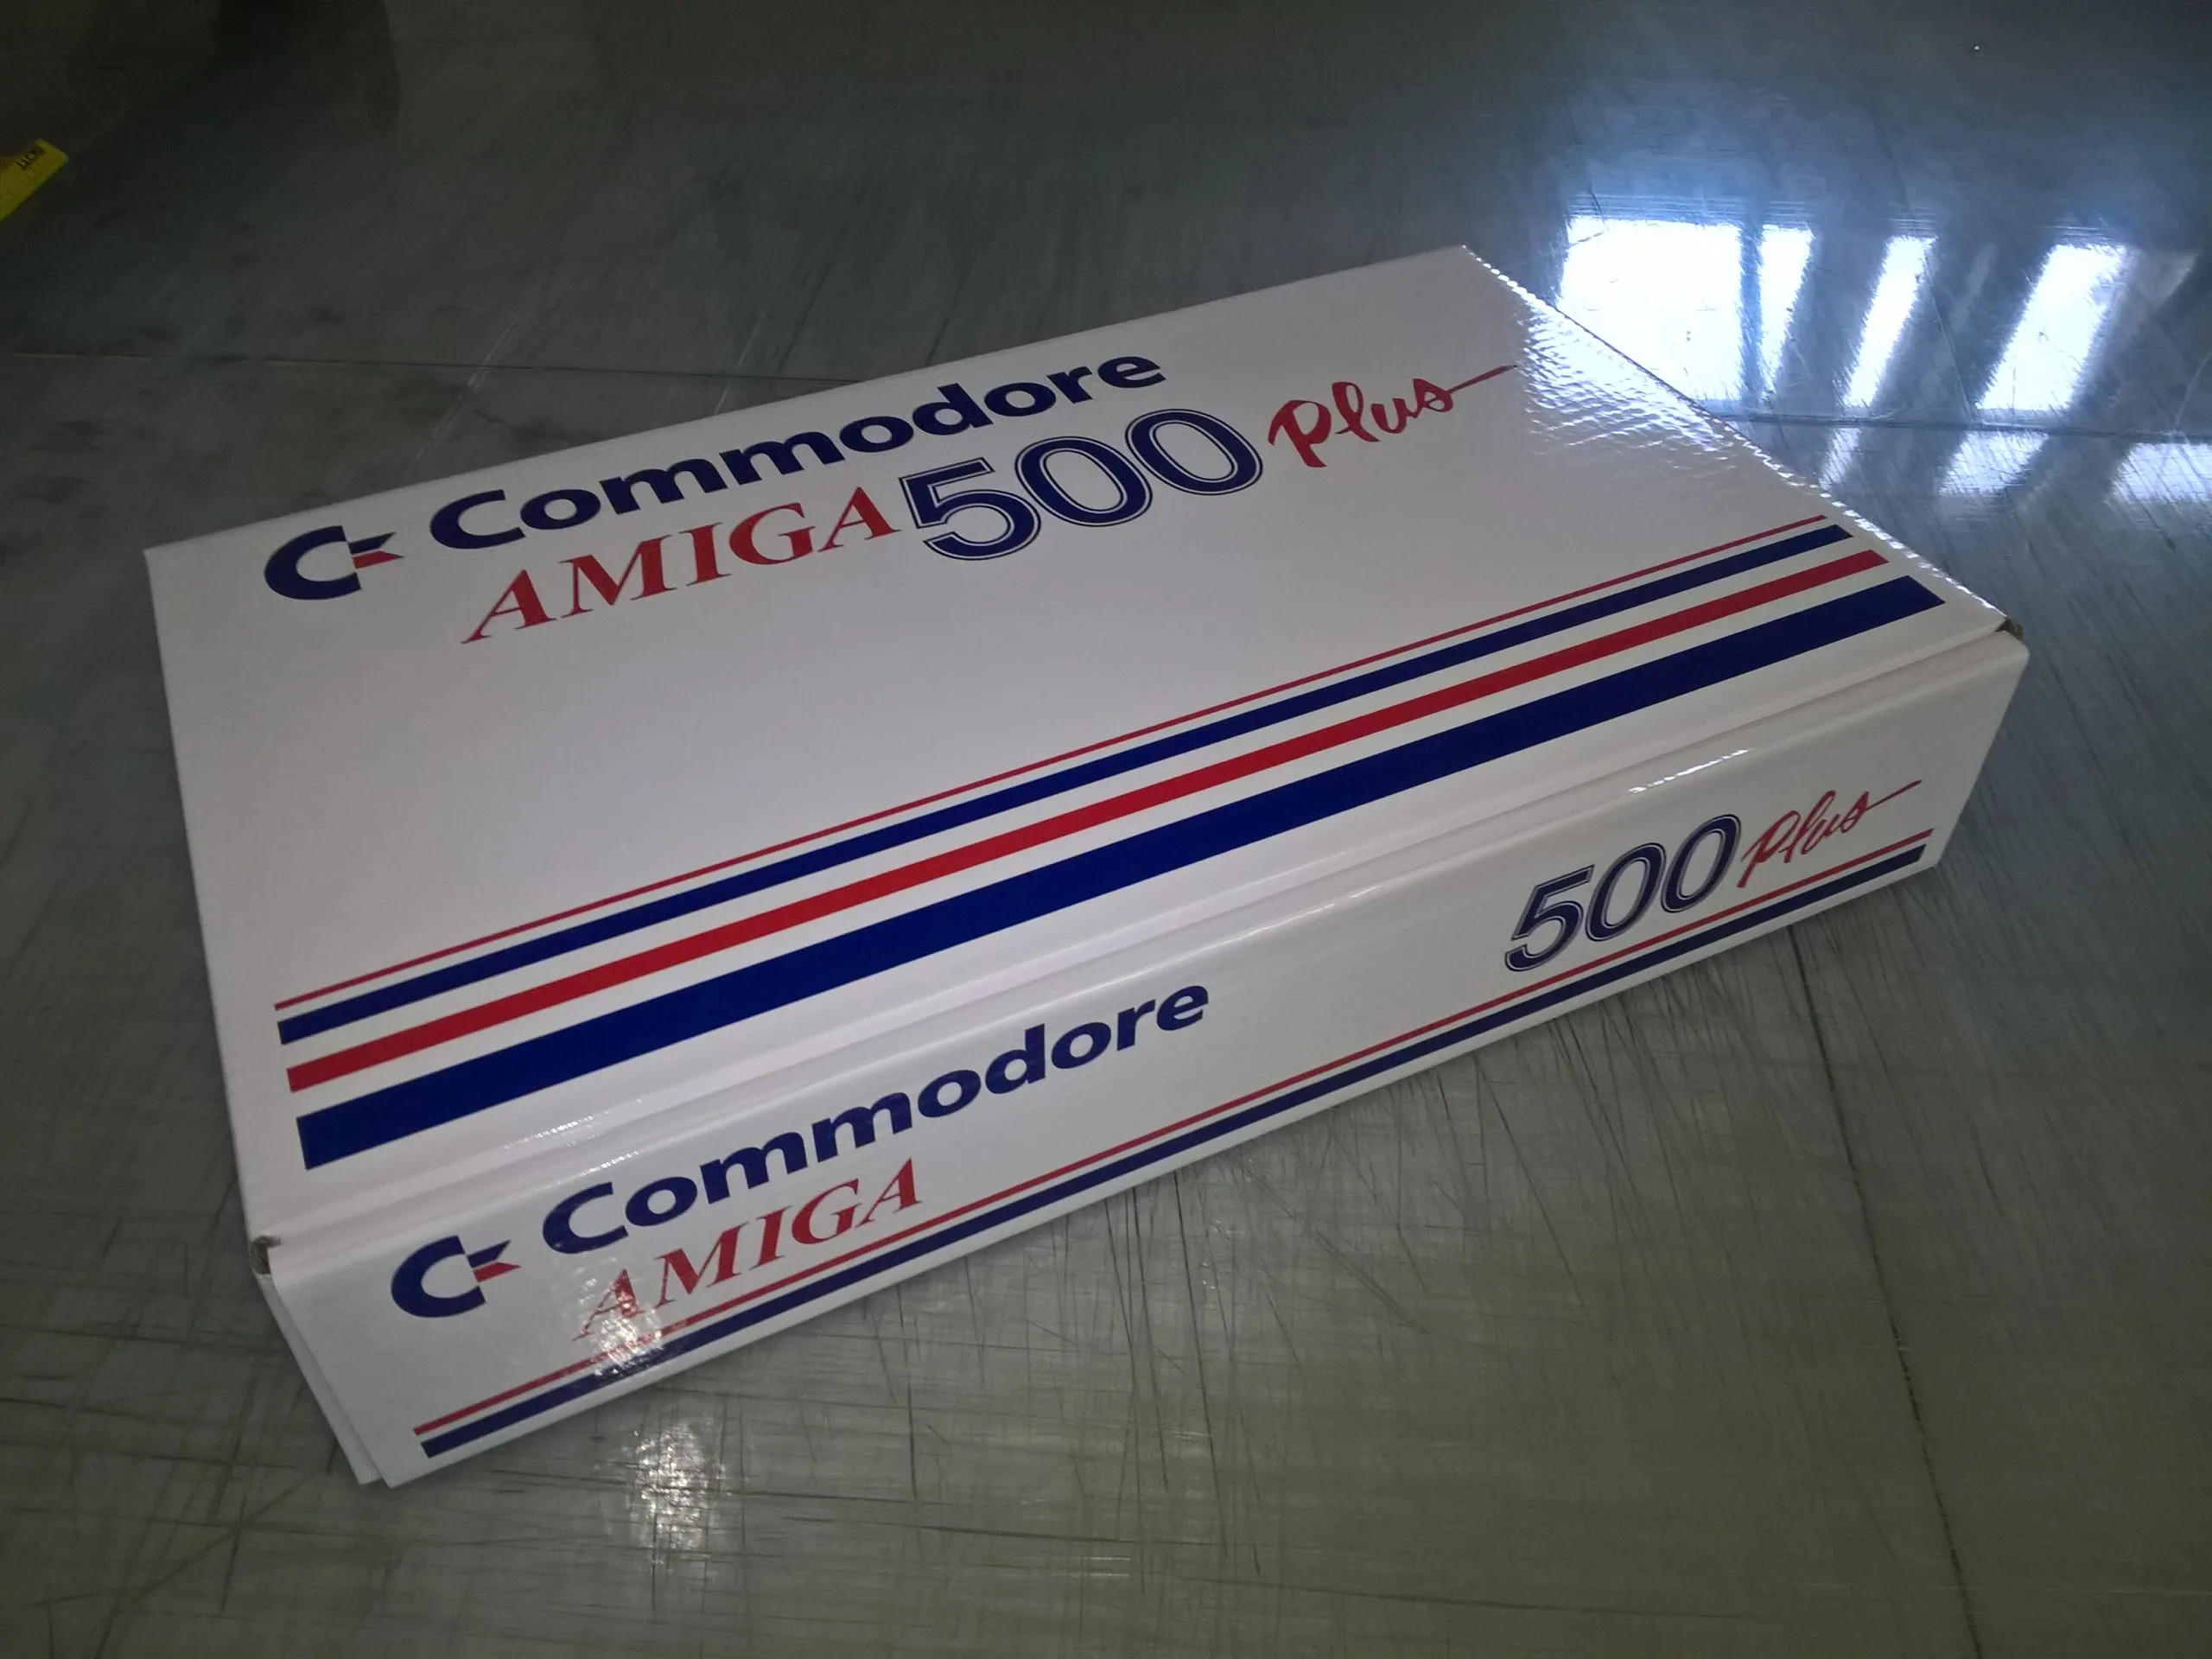 Commodore
AMIGA 500 Plus
Commodore
AMIGA
500 Plus